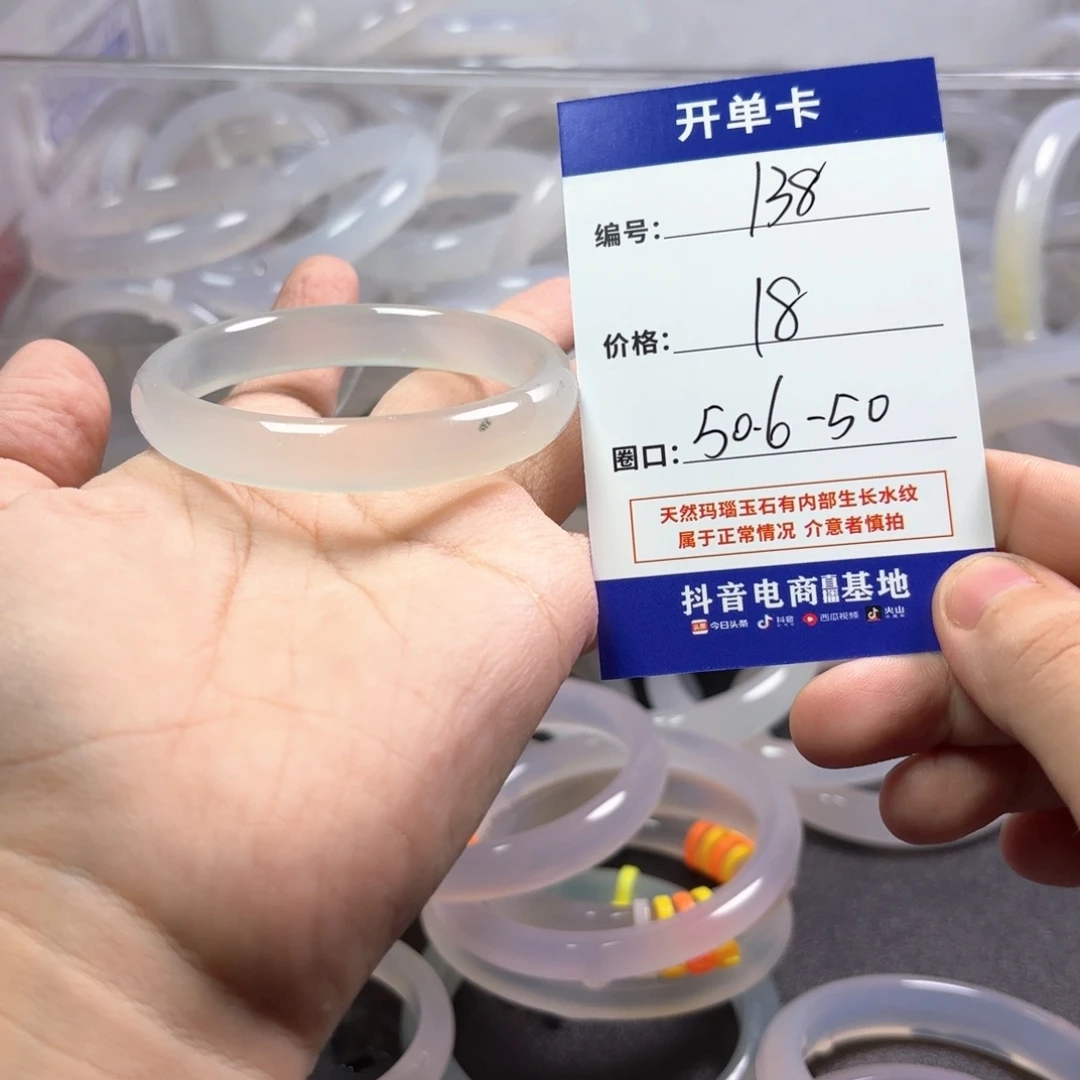 开单卡
编号: 138
价格: 18
圈口: 50.6-50
天然玛瑙玉石有内部生长水纹
属于正常情况 介意者慎拍
抖音电商直播基地
今日头条 抖音 西瓜视频 火山